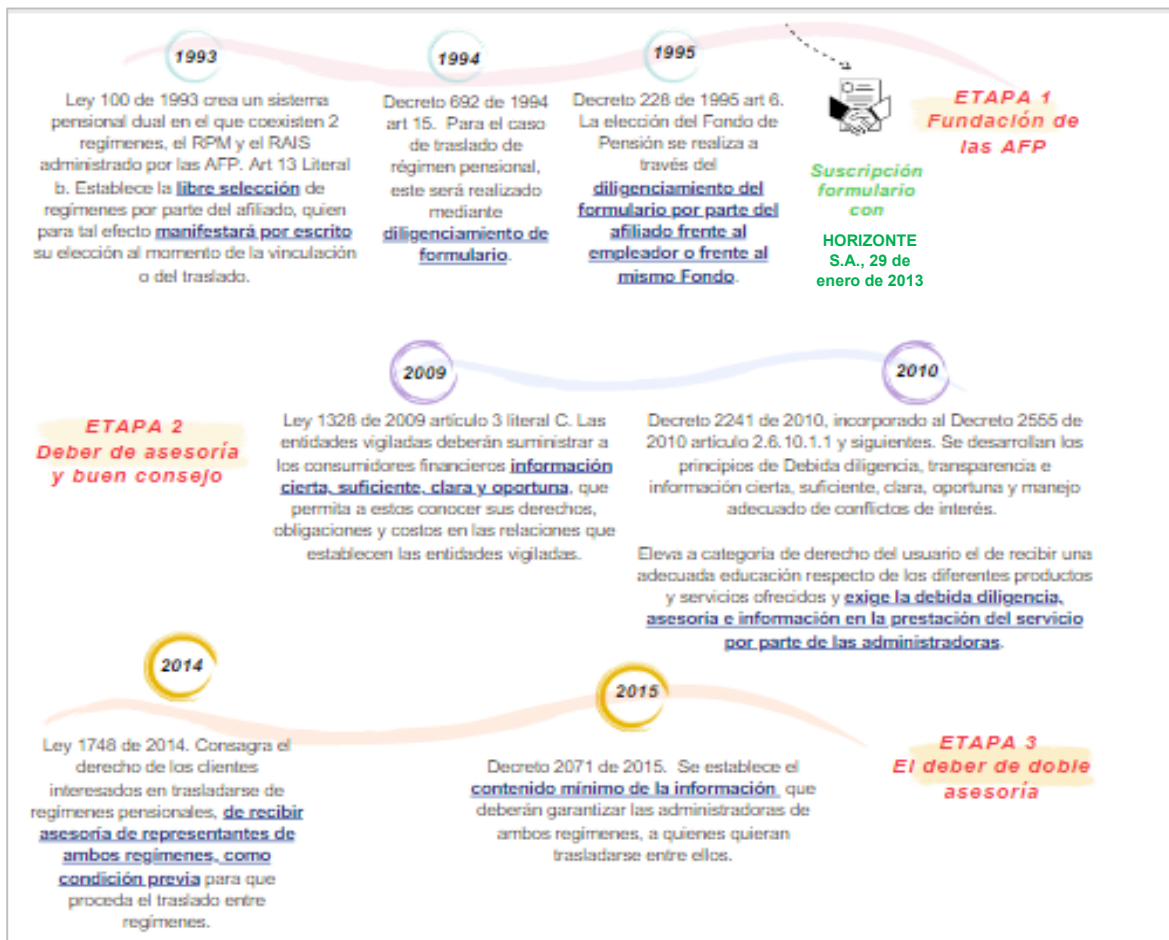 1993
Ley 100 de 1993 crea un sistema
pensional dual en el que coexisten 2
regímenes, el RPM y el RAIS
administrado por las AFP. Art 13 Literal
b. Establece la libre selección de
regímenes por parte del afiliado, quien
para tal efecto manifestará por escrito
su elección al momento de la vinculación
o del traslado.
1994
Decreto 692 de 1994
art 15. Para el caso
de traslado de
régimen pensional,
este será realizado
mediante
diligenciamiento de
formulario.
1995
Decreto 228 de 1995 art 6.
La elección del Fondo de
Pensión se realiza a
través del
diligenciamiento del
formulario por parte del
afiliado frente al
empleador o frente al
mismo Fondo.
Suscripción
formulario
con
HORIZONTE
S.A., 29 de
enero de 2013
ETAPA 1
Fundación de
las AFP
ETAPA 2
Deber de asesoría
y buen consejo
2009
Ley 1328 de 2009 artículo 3 literal C. Las
entidades vigiladas deberán suministrar a
los consumidores financieros información
cierta, suficiente, clara y oportuna, que
permita a estos conocer sus derechos,
obligaciones y costos en las relaciones que
establecen las entidades vigiladas.
2010
Decreto 2241 de 2010, incorporado al Decreto 2555 de
2010 artículo 2.6.10.1.1 y siguientes. Se desarrollan los
principios de Debida diligencia, transparencia e
información cierta, suficiente, clara, oportuna y manejo
adecuado de conflictos de interés.
Eleva a categoría de derecho del usuario el de recibir una
adecuada educación respecto de los diferentes productos
y servicios ofrecidos y exige la debida diligencia,
asesoría e información en la prestación del servicio
por parte de las administradoras.
2014
Ley 1748 de 2014. Consagra el
derecho de los clientes
interesados en trasladarse de
regímenes pensionales, de recibir
asesoría de representantes de
ambos regímenes, como
condición previa para que
proceda el traslado entre
regímenes.
2015
Decreto 2071 de 2015. Se establece el
contenido mínimo de la información que
deberán garantizar las administradoras de
ambos regímenes, a quienes quieran
trasladarse entre ellos.
ETAPA 3
El deber de doble
asesoría